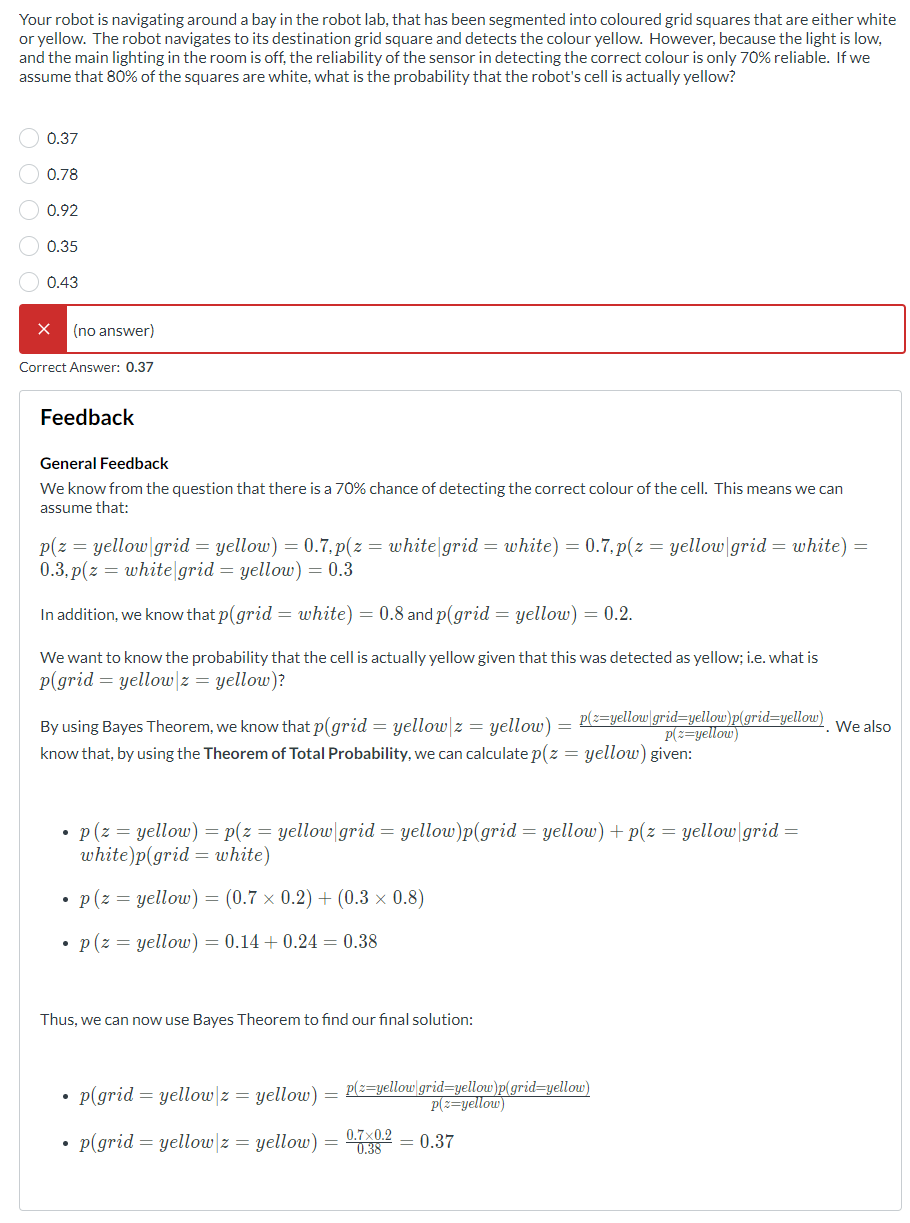 Your robot is navigating around a bay in the robot lab, that has been segmented into coloured grid squares that are either white
or yellow. The robot navigates to its destination grid square and detects the colour yellow. However, because the light is low,
and the main lighting in the room is off, the reliability of the sensor in detecting the correct colour is only 70% reliable. If we
assume that 80% of the squares are white, what is the probability that the robot's cell is actually yellow?
0.37
0.78
0.92
0.35
0.43
(no answer)
Correct Answer: 0.37
Feedback
General Feedback
We know from the question that there is a 70% chance of detecting the correct colour of the cell. This means we can
assume that:
p(z = yellow|grid = yellow) = 0.7, p(z = white|grid = white) = 0.7, p(z = yellow|grid = white) =
0.3, p(z = white|grid = yellow) = 0.3
In addition, we know that p(grid = white) = 0.8 and p(grid = yellow) = 0.2.
We want to know the probability that the cell is actually yellow given that this was detected as yellow; i.e. what is
p(grid = yellow|z = yellow)?
By using Bayes Theorem, we know that p(grid = yellow|z = yellow) = p(z=yellow|grid=yellow)p(grid=yellow) / p(z=yellow). We also
know that, by using the Theorem of Total Probability, we can calculate p(z = yellow) given:
• p (z = yellow) = p(z = yellow|grid = yellow)p(grid = yellow) + p(z = yellow|grid =
white)p(grid = white)
• p (z = yellow) = (0.7 × 0.2) + (0.3 × 0.8)
• p (z = yellow) = 0.14 + 0.24 = 0.38
Thus, we can now use Bayes Theorem to find our final solution:
• p(grid = yellow|z = yellow) = p(z=yellow|grid=yellow)p(grid=yellow) / p(z=yellow)
• p(grid = yellow|z = yellow) = 0.7×0.2 / 0.38 = 0.37